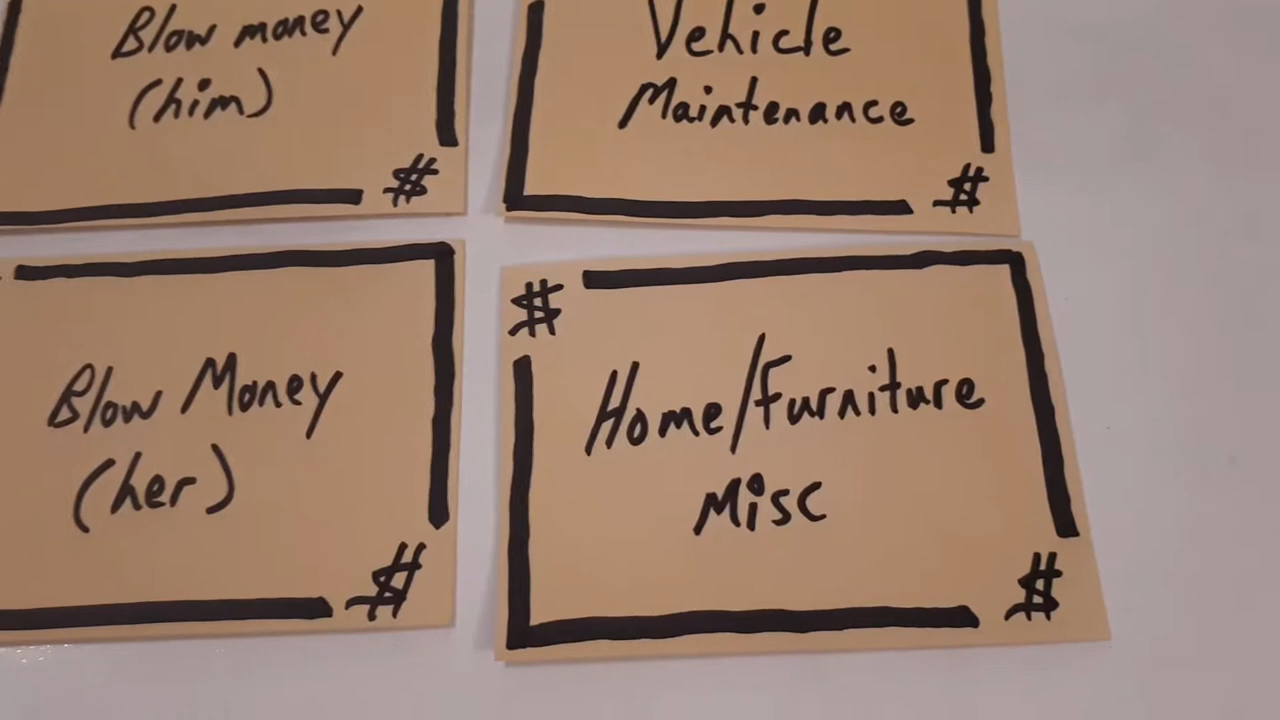 Blow money
(him)
$
Vehicle
Maintenance
$
Blow Money
(her)
$
$
Home/Furniture
Misc
$